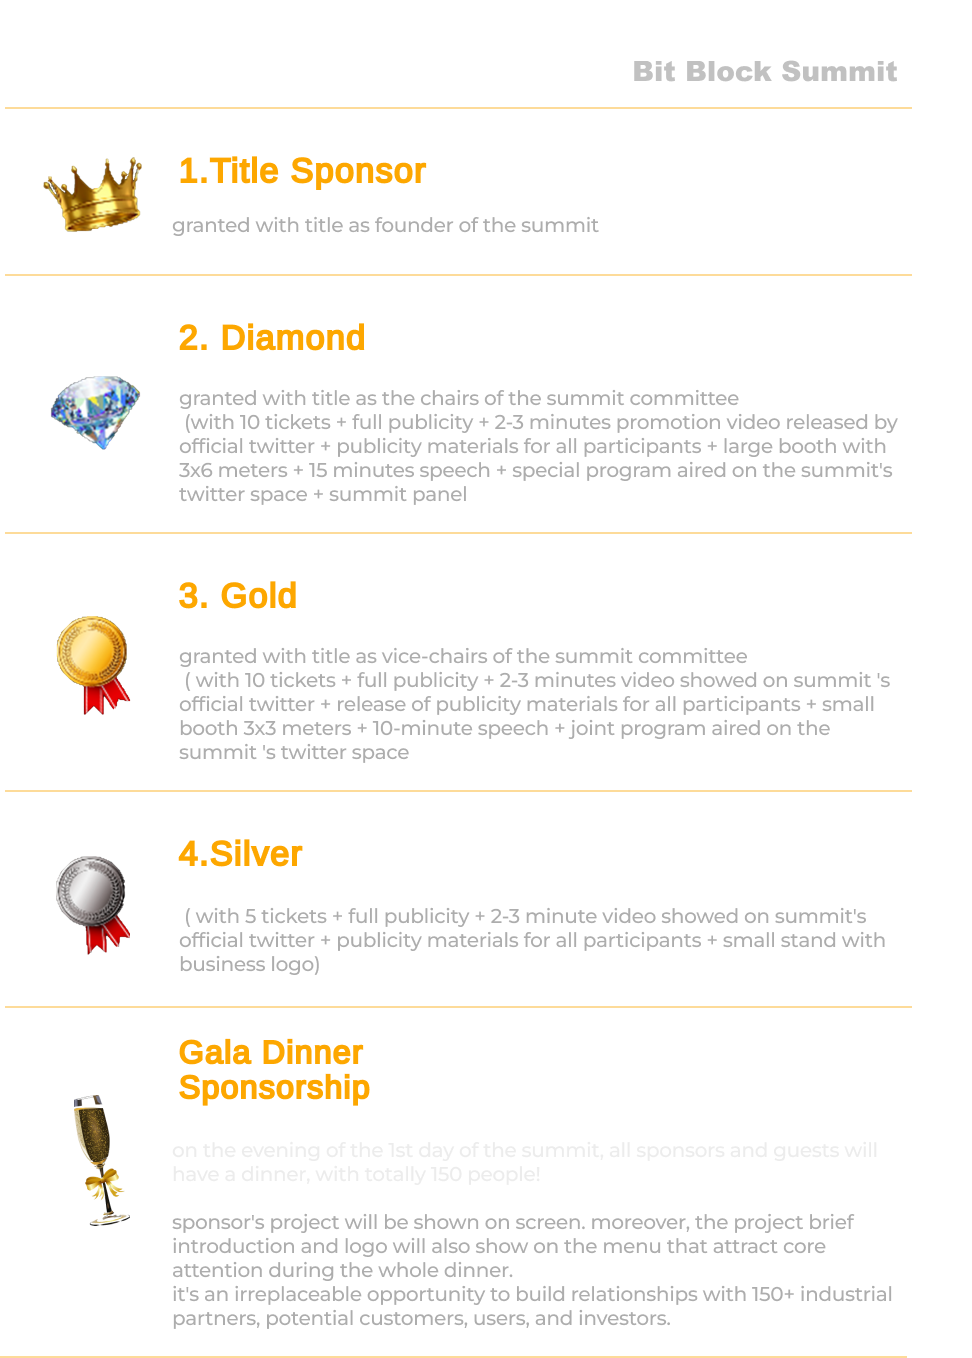 Bit Block Summit
1.Title Sponsor
granted with title as founder of the summit
2. Diamond
granted with title as the chairs of the summit committee
(with 10 tickets + full publicity + 2-3 minutes promotion video released by
official twitter + publicity materials for all participants + large booth with
3x6 meters + 15 minutes speech + special program aired on the summit's
twitter space + summit panel
3. Gold
granted with title as vice-chairs of the summit committee
( with 10 tickets + full publicity + 2-3 minutes video showed on summit 's
official twitter + release of publicity materials for all participants + small
booth 3x3 meters + 10-minute speech + joint program aired on the
summit 's twitter space
4.Silver
( with 5 tickets + full publicity + 2-3 minute video showed on summit's
official twitter + publicity materials for all participants + small stand with
business logo)
Gala Dinner
Sponsorship
on the evening of the 1st day of the summit, all sponsors and guests will
have a dinner, with totally 150 people!
sponsor's project will be shown on screen. moreover, the project brief
introduction and logo will also show on the menu that attract core
attention during the whole dinner.
it's an irreplaceable opportunity to build relationships with 150+ industrial
partners, potential customers, users, and investors.